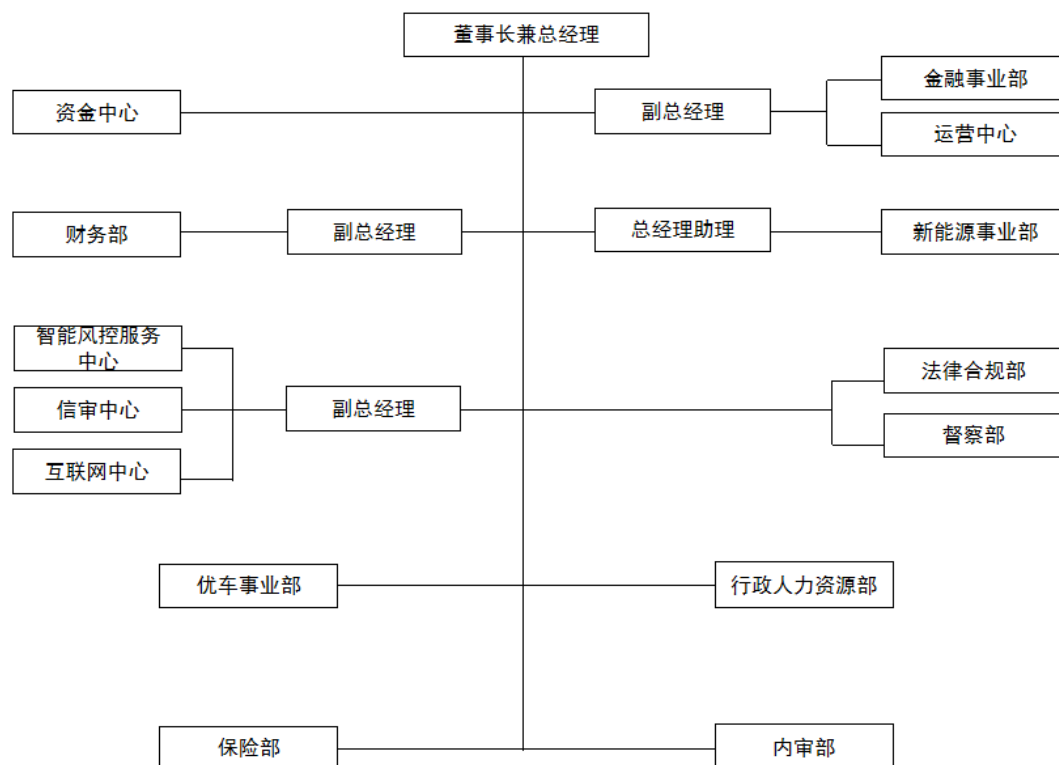 董事长兼总经理
资金中心
副总经理
金融事业部
运营中心
财务部
副总经理
总经理助理
新能源事业部
智能风控服务
中心
信审中心
互联网中心
副总经理
法律合规部
督察部
优车事业部
行政人力资源部
保险部
内审部